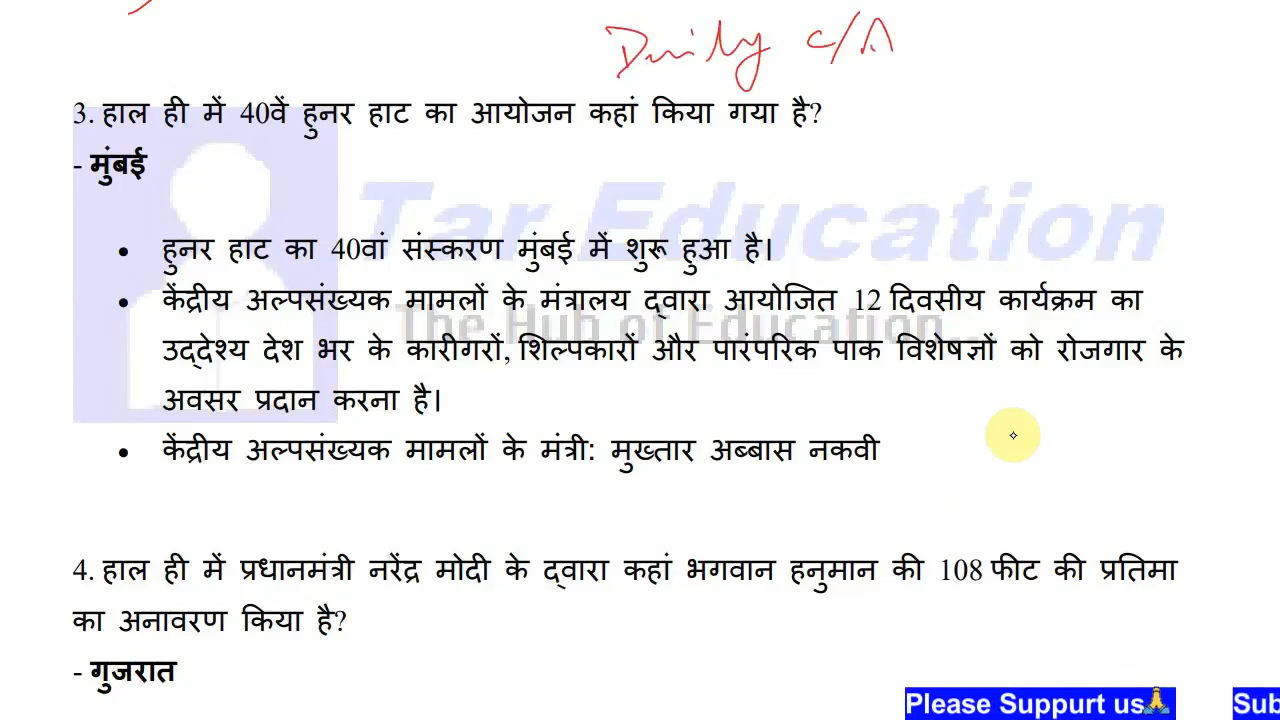 Daily C/A
3. हाल ही में 40वें हुनर हाट का आयोजन कहां किया गया है?
- मुंबई
Tar Education
• हुनर हाट का 40वां संस्करण मुंबई में शुरू हुआ है।
• केंद्रीय अल्पसंख्यक मामलों के मंत्रालय द्वारा आयोजित 12 दिवसीय कार्यक्रम का
The Hub of Education...
उद्देश्य देश भर के कारीगरों, शिल्पकारों और पारंपरिक पाक विशेषज्ञों को रोजगार के
अवसर प्रदान करना है।
• केंद्रीय अल्पसंख्यक मामलों के मंत्री: मुख्तार अब्बास नकवी
4. हाल ही में प्रधानमंत्री नरेंद्र मोदी के द्वारा कहां भगवान हनुमान की 108 फीट की प्रतिमा
का अनावरण किया है?
- गुजरात
Please Suppurt us🙏 Sub